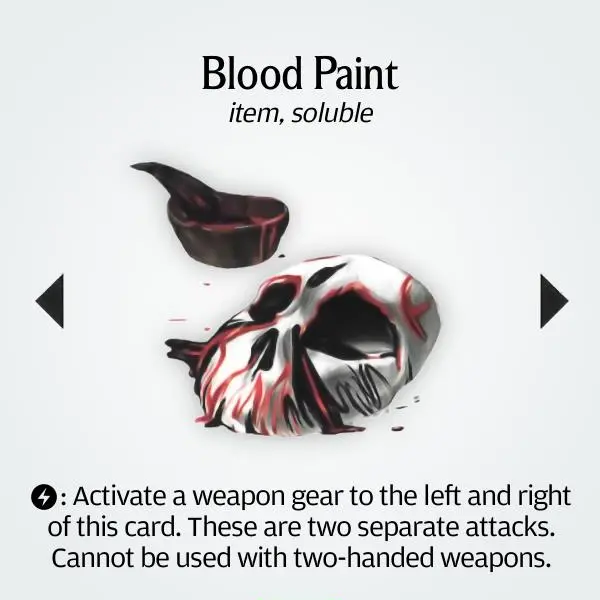 Blood Paint
item, soluble
: Activate a weapon gear to the left and right
of this card. These are two separate attacks.
Cannot be used with two-handed weapons.